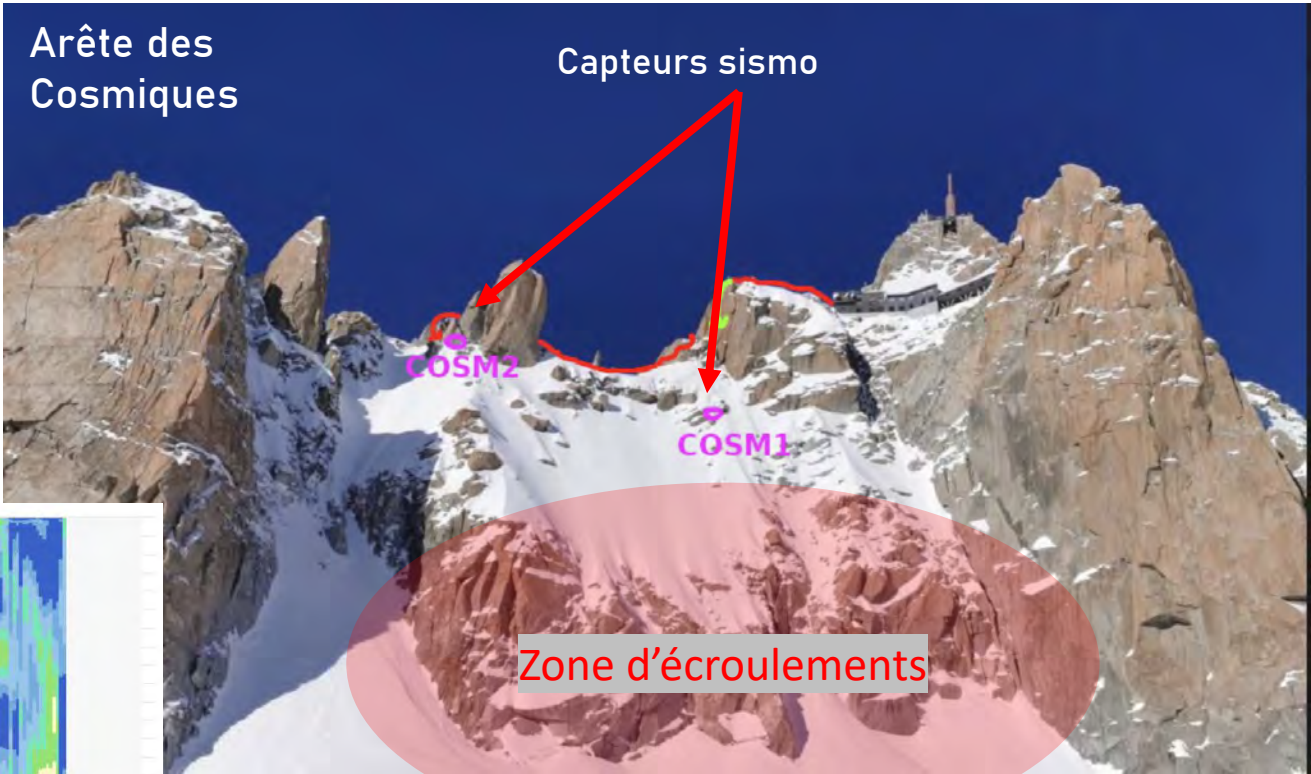 Arête des
Cosmiques
Capteurs sismo
COSM2
COSM1
Zone d'écroulements